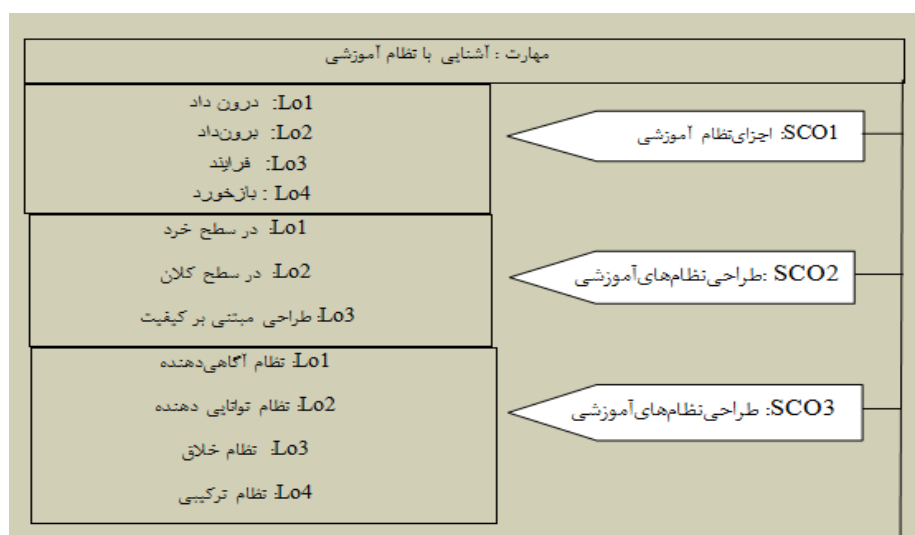 مهارت : آشنایی با نظام آموزشی
SCO1: اجزای‌نظام آموزشی
Lo1: درون داد
Lo2: برون‌داد
Lo3: فرایند
Lo4 : بازخورد
SCO2 :طراحی‌نظام‌های‌آموزشی
Lo1: در سطح خرد
Lo2: در سطح کلان
Lo3: طراحی مبتنی بر کیفیت
SCO3: طراحی‌نظام‌های‌آموزشی
Lo1: نظام آگاهی‌دهنده
Lo2: نظام توانایی دهنده
Lo3: نظام خلاق
Lo4: نظام ترکیبی